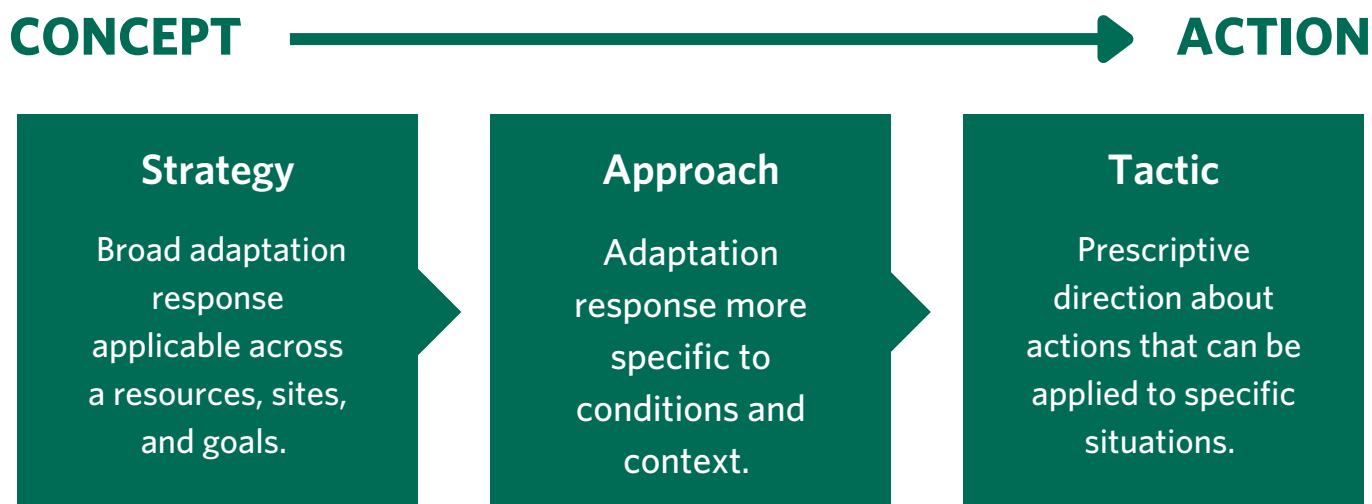 CONCEPT
ACTION
Strategy
Broad adaptation
response
applicable across
a resources, sites,
and goals.
Approach
Adaptation
response more
specific to
conditions and
context.
Tactic
Prescriptive
direction about
actions that can be
applied to specific
situations.